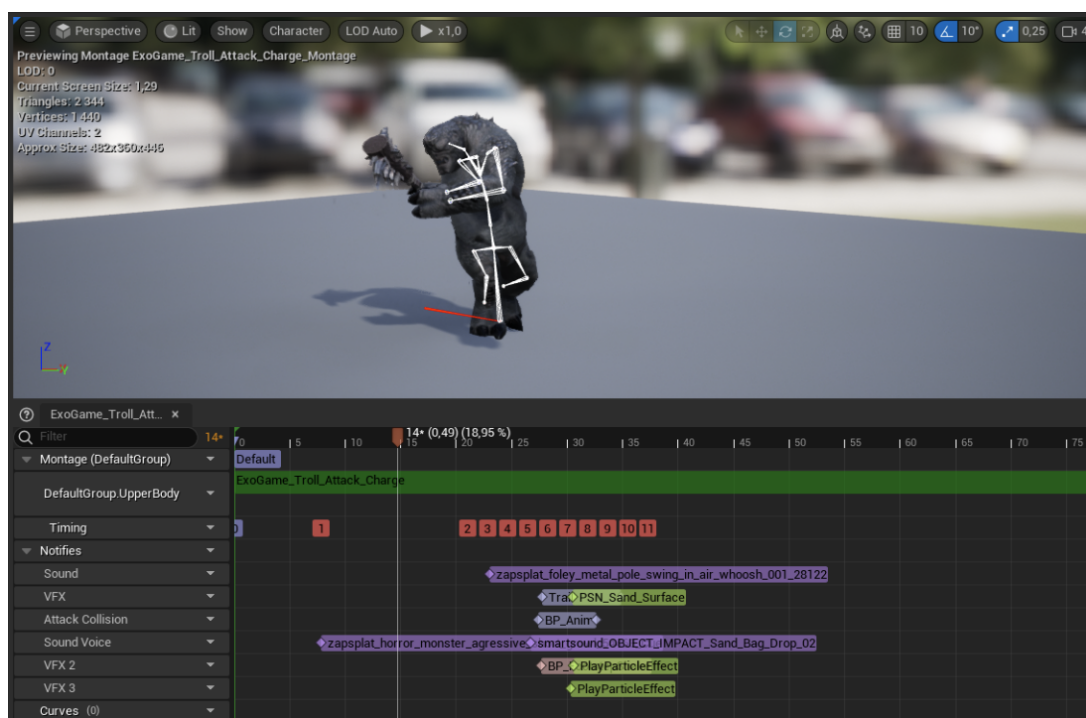 Perspective Lit Show Character LOD Auto x1,0 10 10° 0,25 4
Previewing Montage ExoGame_Troll_Attack_Charge_Montage
LOD: 0
Current Screen Size: 1,29
Triangles: 2 344
Vertices: 1 440
UV Channels: 2
Approx Size: 482x360x446
Z
Y
ExoGame_Troll_Att... ×
Filter 14* 0 5 10 15 14* (0,49) (18,95 %) 20 25 30 35 40 45 50 55 60 65 70 75
Montage (DefaultGroup) Default
ExoGame_Troll_Attack_Charge
DefaultGroup.UpperBody
Timing 1 2 3 4 5 6 7 8 9 10 11
Notifies
Sound zapsplat_foley_metal_pole_swing_in_air_whoosh_001_28122
VFX Tra PSN_Sand_Surface
Attack Collision BP_Anim
Sound Voice zapsplat_horror_monster_agressive_ smartsound_OBJECT_IMPACT_Sand_Bag_Drop_02
VFX 2 BP_ PlayParticleEffect
VFX 3 PlayParticleEffect
Curves (0)